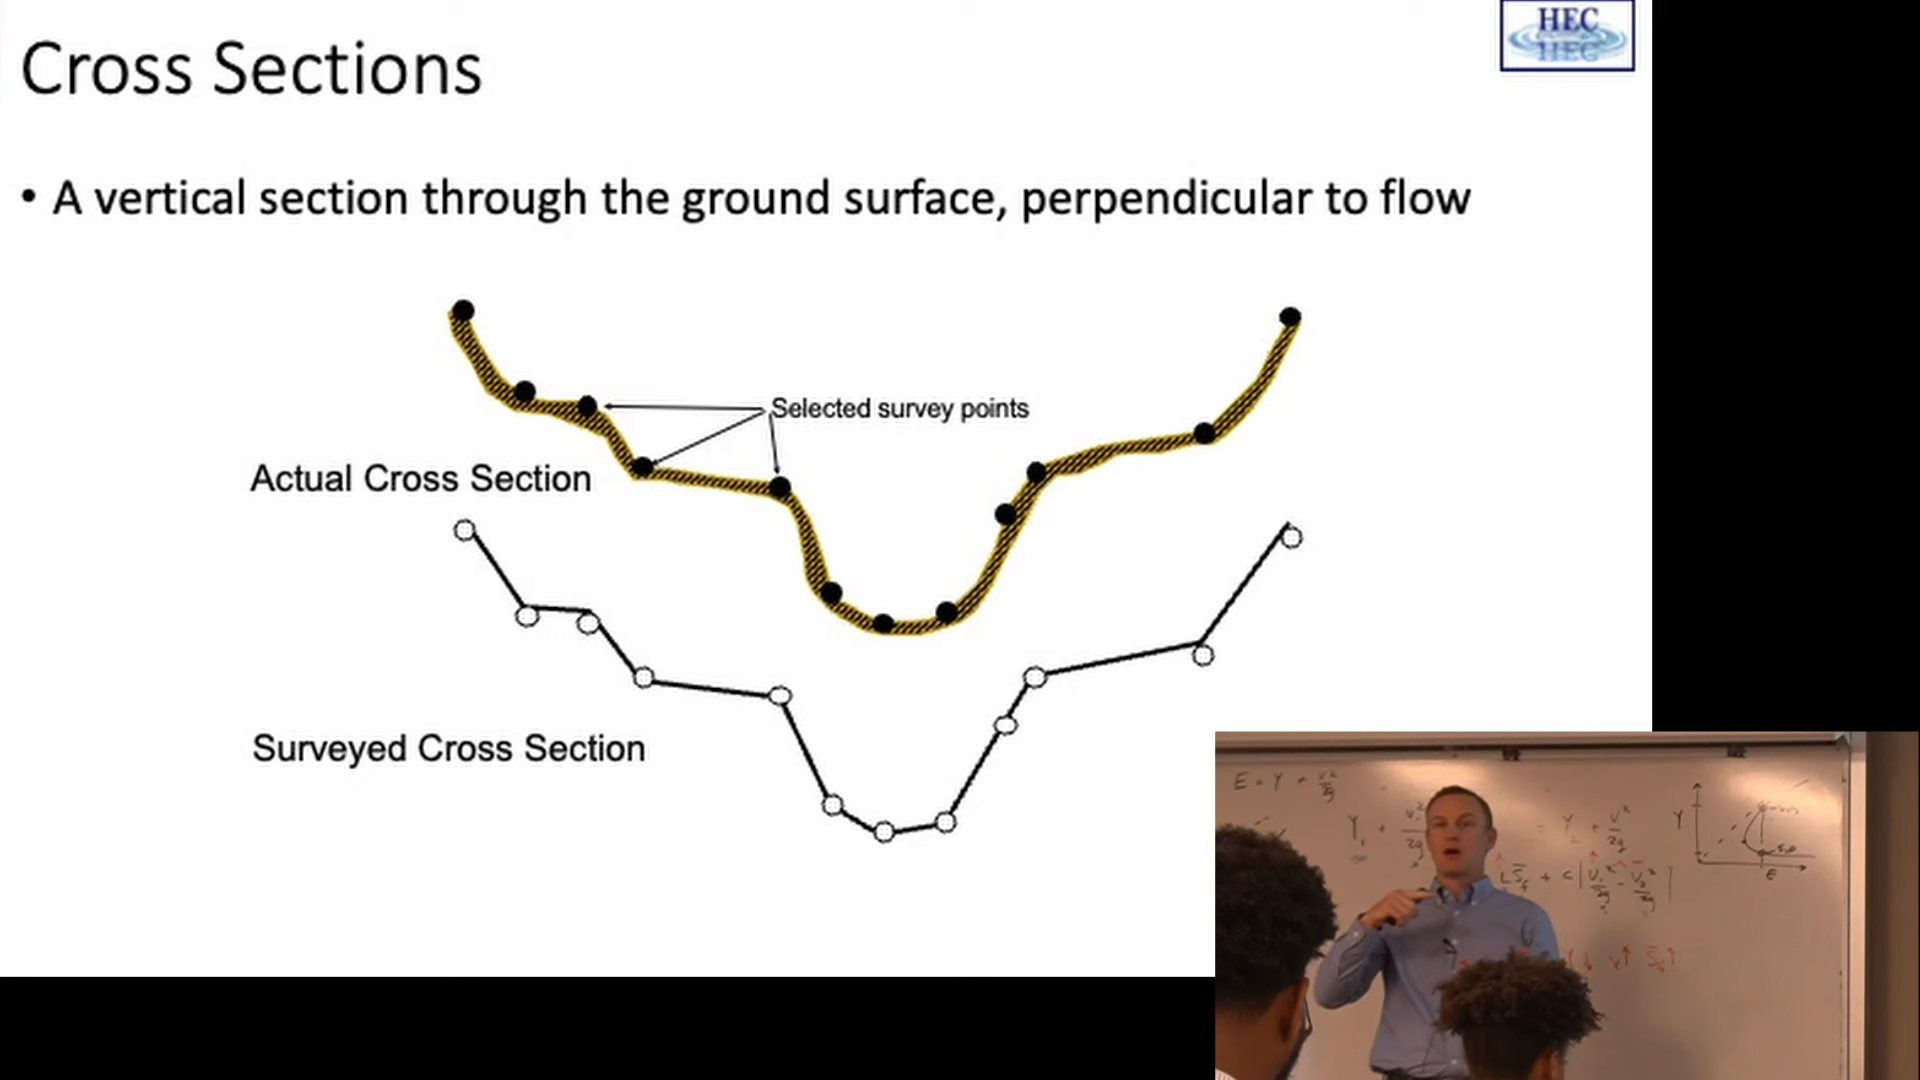 HEC
HEC
Cross Sections
• A vertical section through the ground surface, perpendicular to flow
Selected survey points
Actual Cross Section
Surveyed Cross Section
E = Y +
Y
E